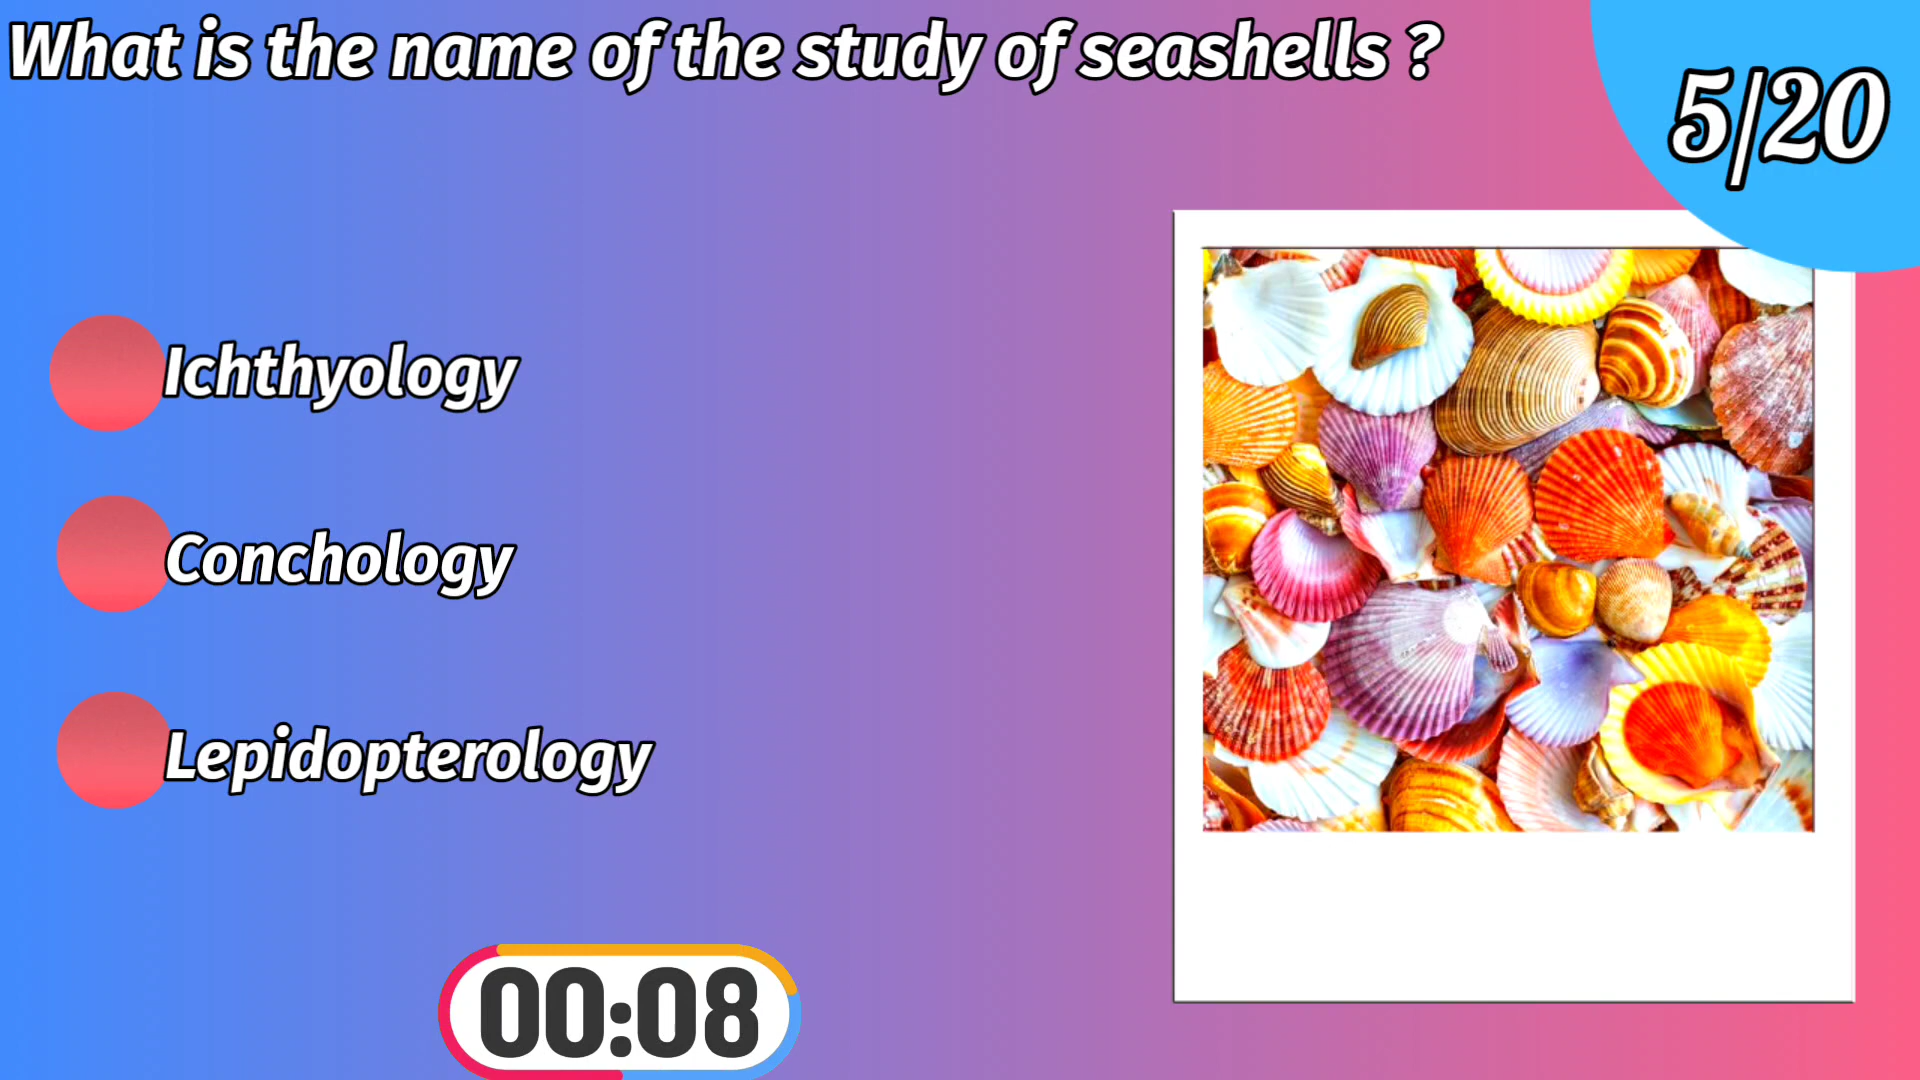 What is the name of the study of seashells ?
5/20
Ichthyology
Conchology
Lepidopterology
00:08